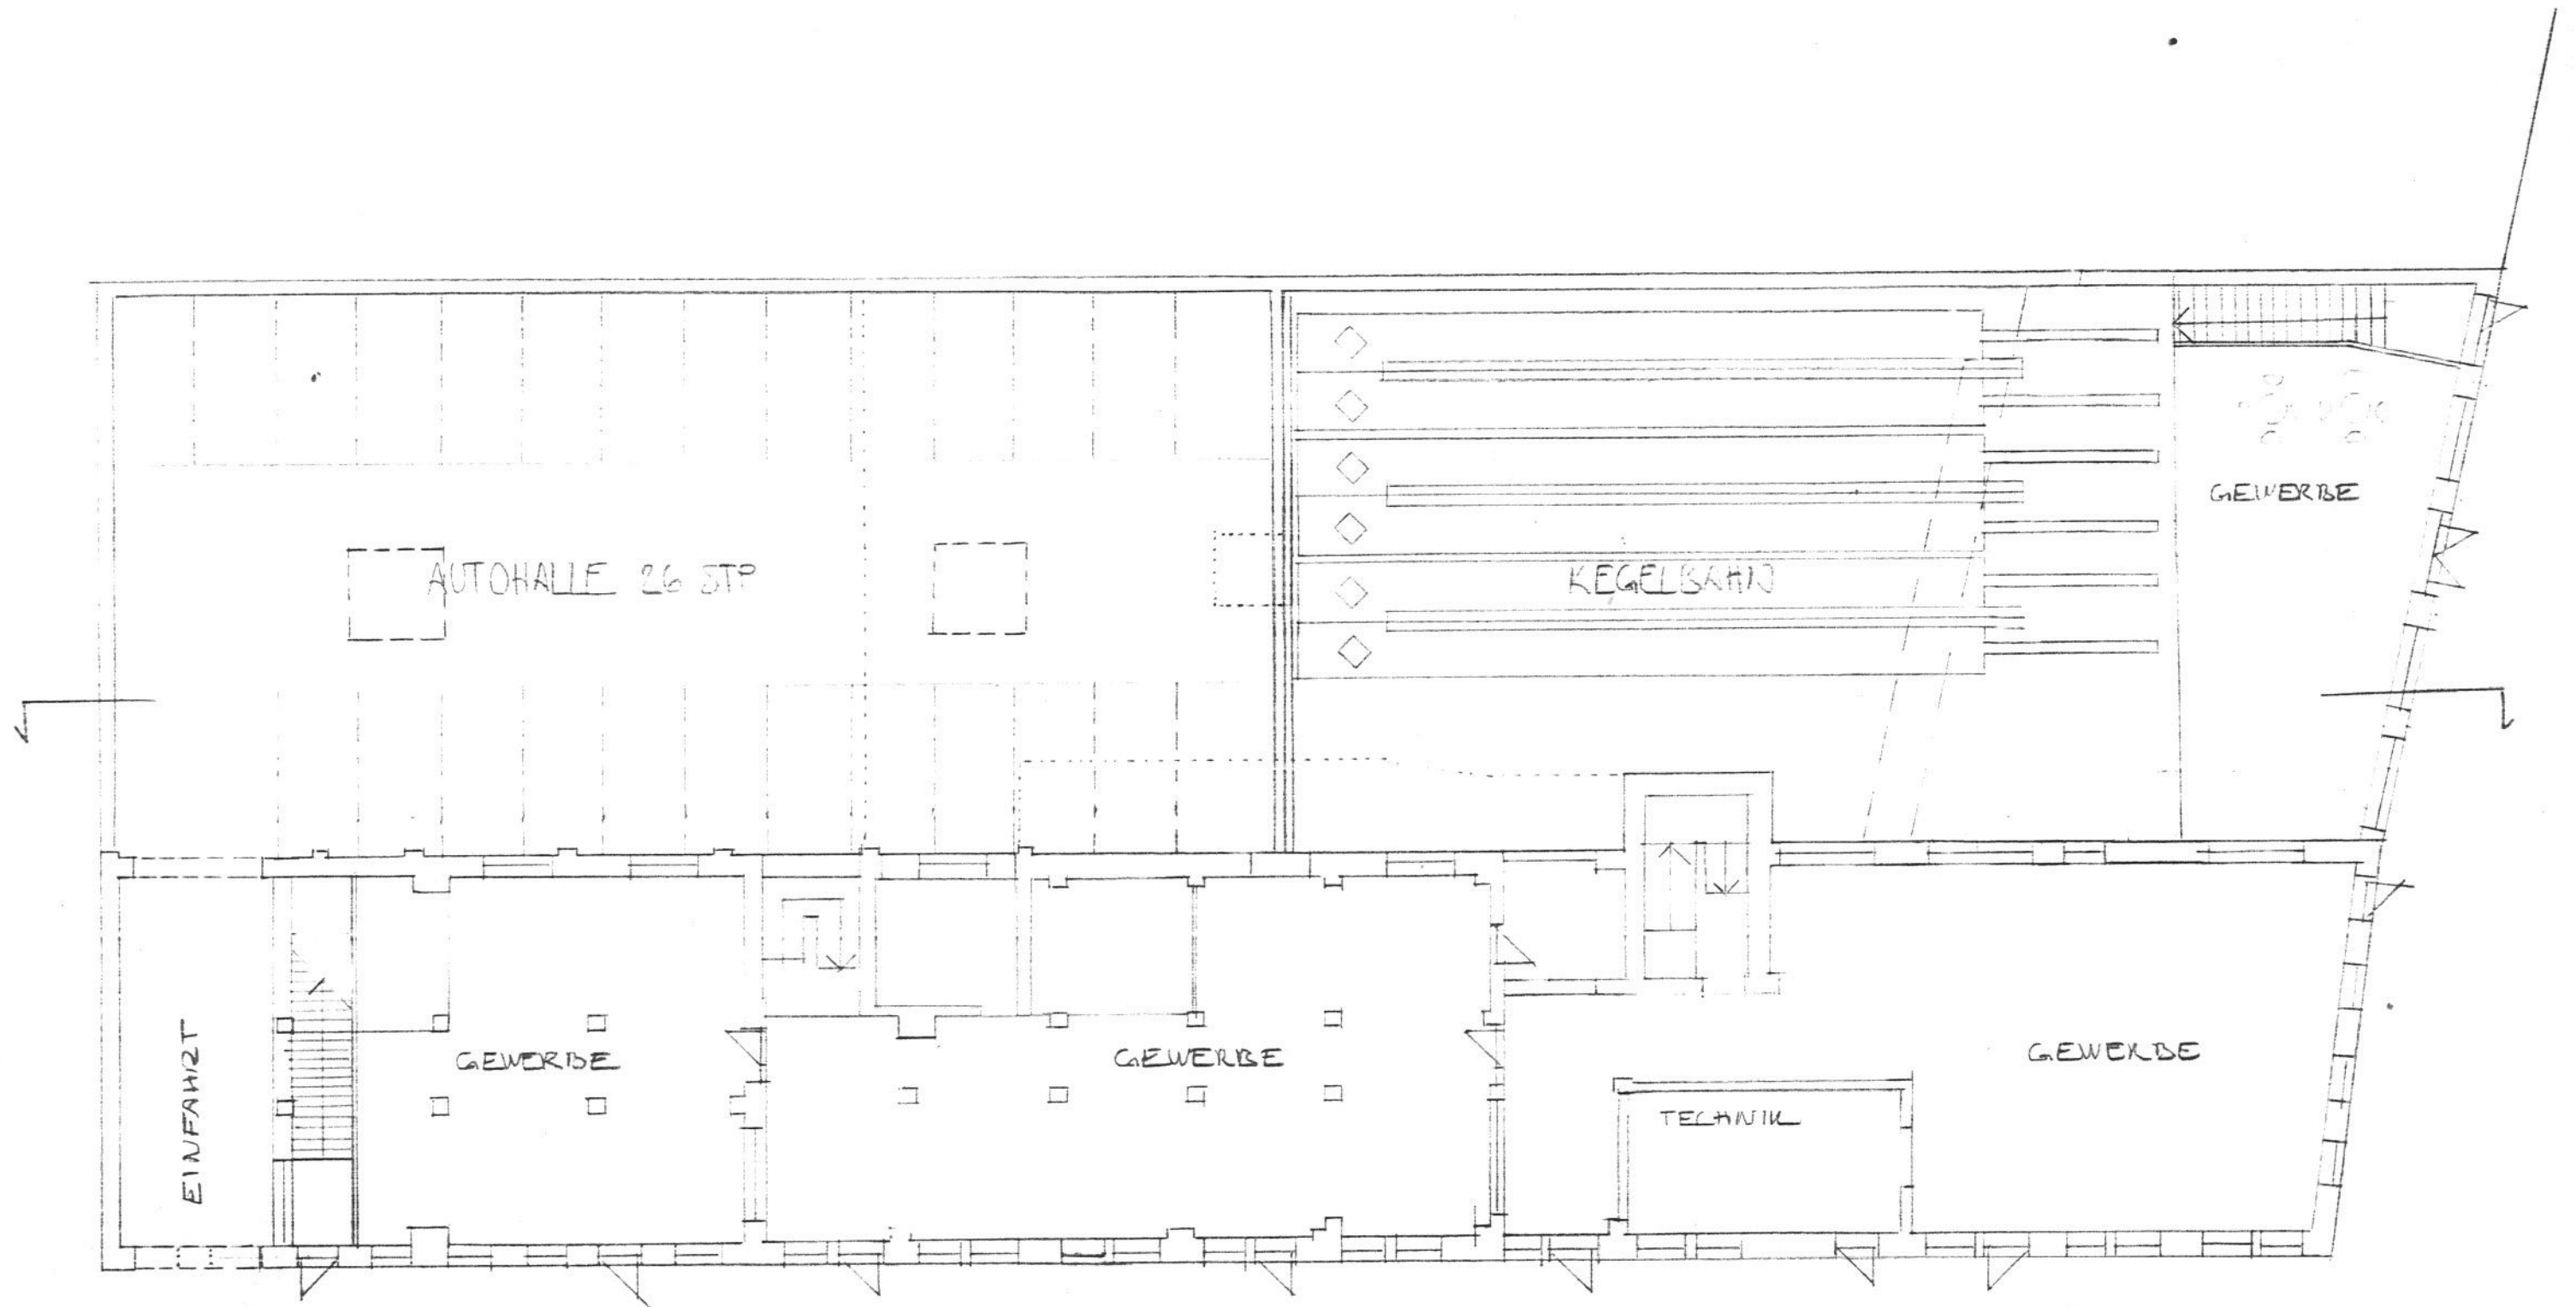 GEWERBE
AUTOHALLE 26 STP
KEGELBAHN
EINFAHRT
GEWERBE
GEWERBE
GEWERBE
TECHNIK